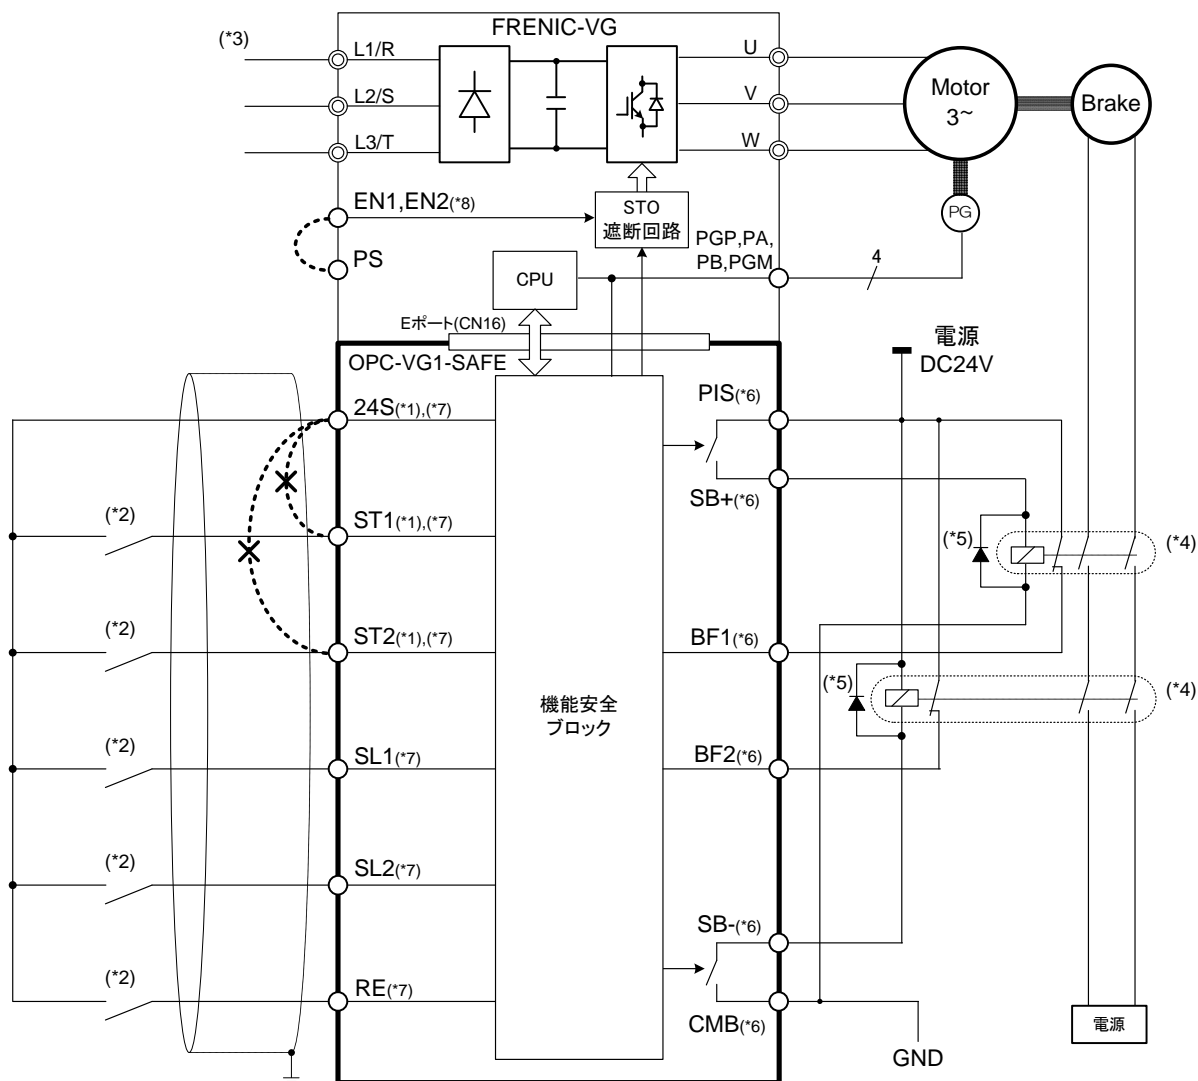 FRENIC-VG
(*3)
L1/R
L2/S
L3/T
U
V
W
Motor
3~
Brake
PG
EN1,EN2(*8)
PS
STO
遮断回路
CPU
PGP,PA,
PB,PGM
4
Eポート(CN16)
OPC-VG1-SAFE
電源
DC24V
24S(*1),(*7)
PIS(*6)
SB+(*6)
(*2)
ST1(*1),(*7)
(*5)
(*4)
(*2)
ST2(*1),(*7)
BF1(*6)
(*5)
(*4)
機能安全
ブロック
(*2)
SL1(*7)
BF2(*6)
(*2)
SL2(*7)
SB-(*6)
(*2)
RE(*7)
CMB(*6)
GND
電源